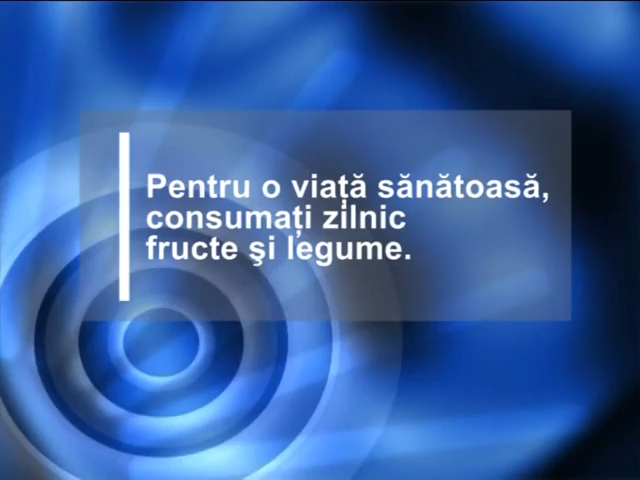 Pentru o viață sănătoasă,
consumați zilnic
fructe şi legume.